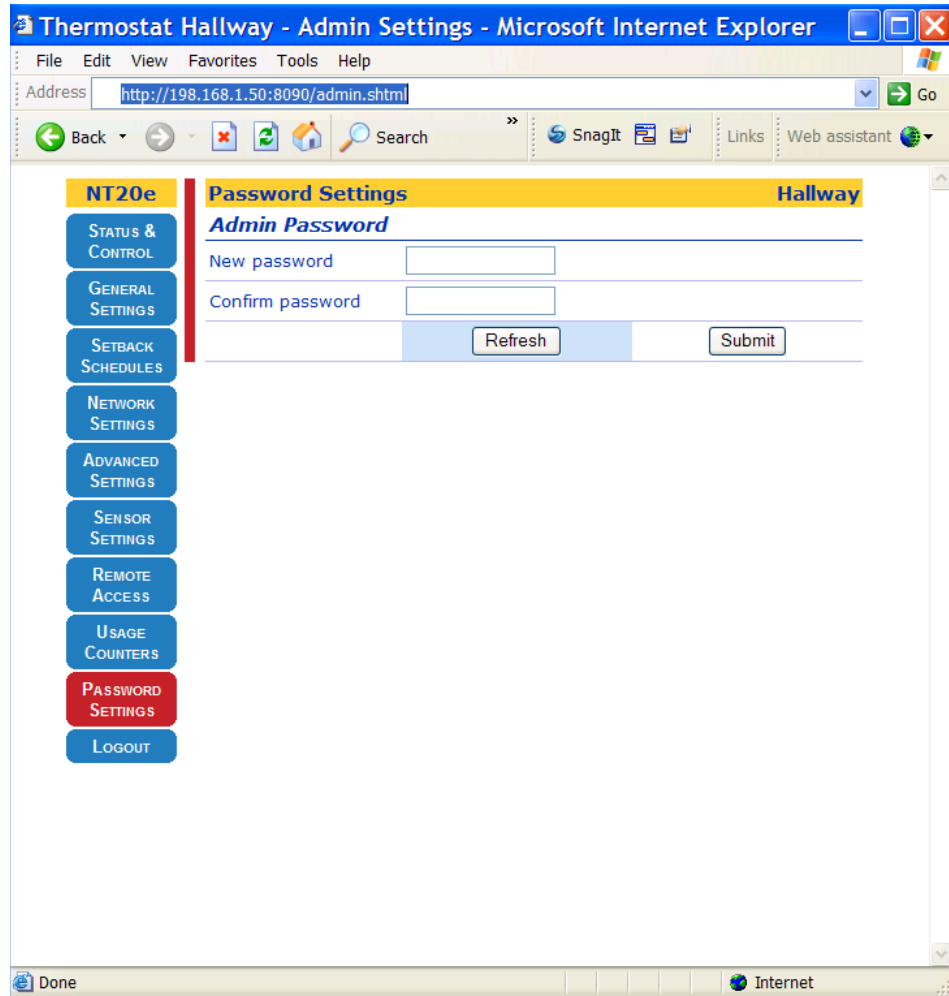 Thermostat Hallway - Admin Settings - Microsoft Internet Explorer
File Edit View Favorites Tools Help
Address http://198.168.1.50:8090/admin.shtml Go
Back Search » SnagIt Links Web assistant
NT20e
Password Settings Hallway
Admin Password
New password
Confirm password
Refresh Submit
STATUS &
CONTROL
GENERAL
SETTINGS
SETBACK
SCHEDULES
NETWORK
SETTINGS
ADVANCED
SETTINGS
SENSOR
SETTINGS
REMOTE
ACCESS
USAGE
COUNTERS
PASSWORD
SETTINGS
LOGOUT
Done Internet